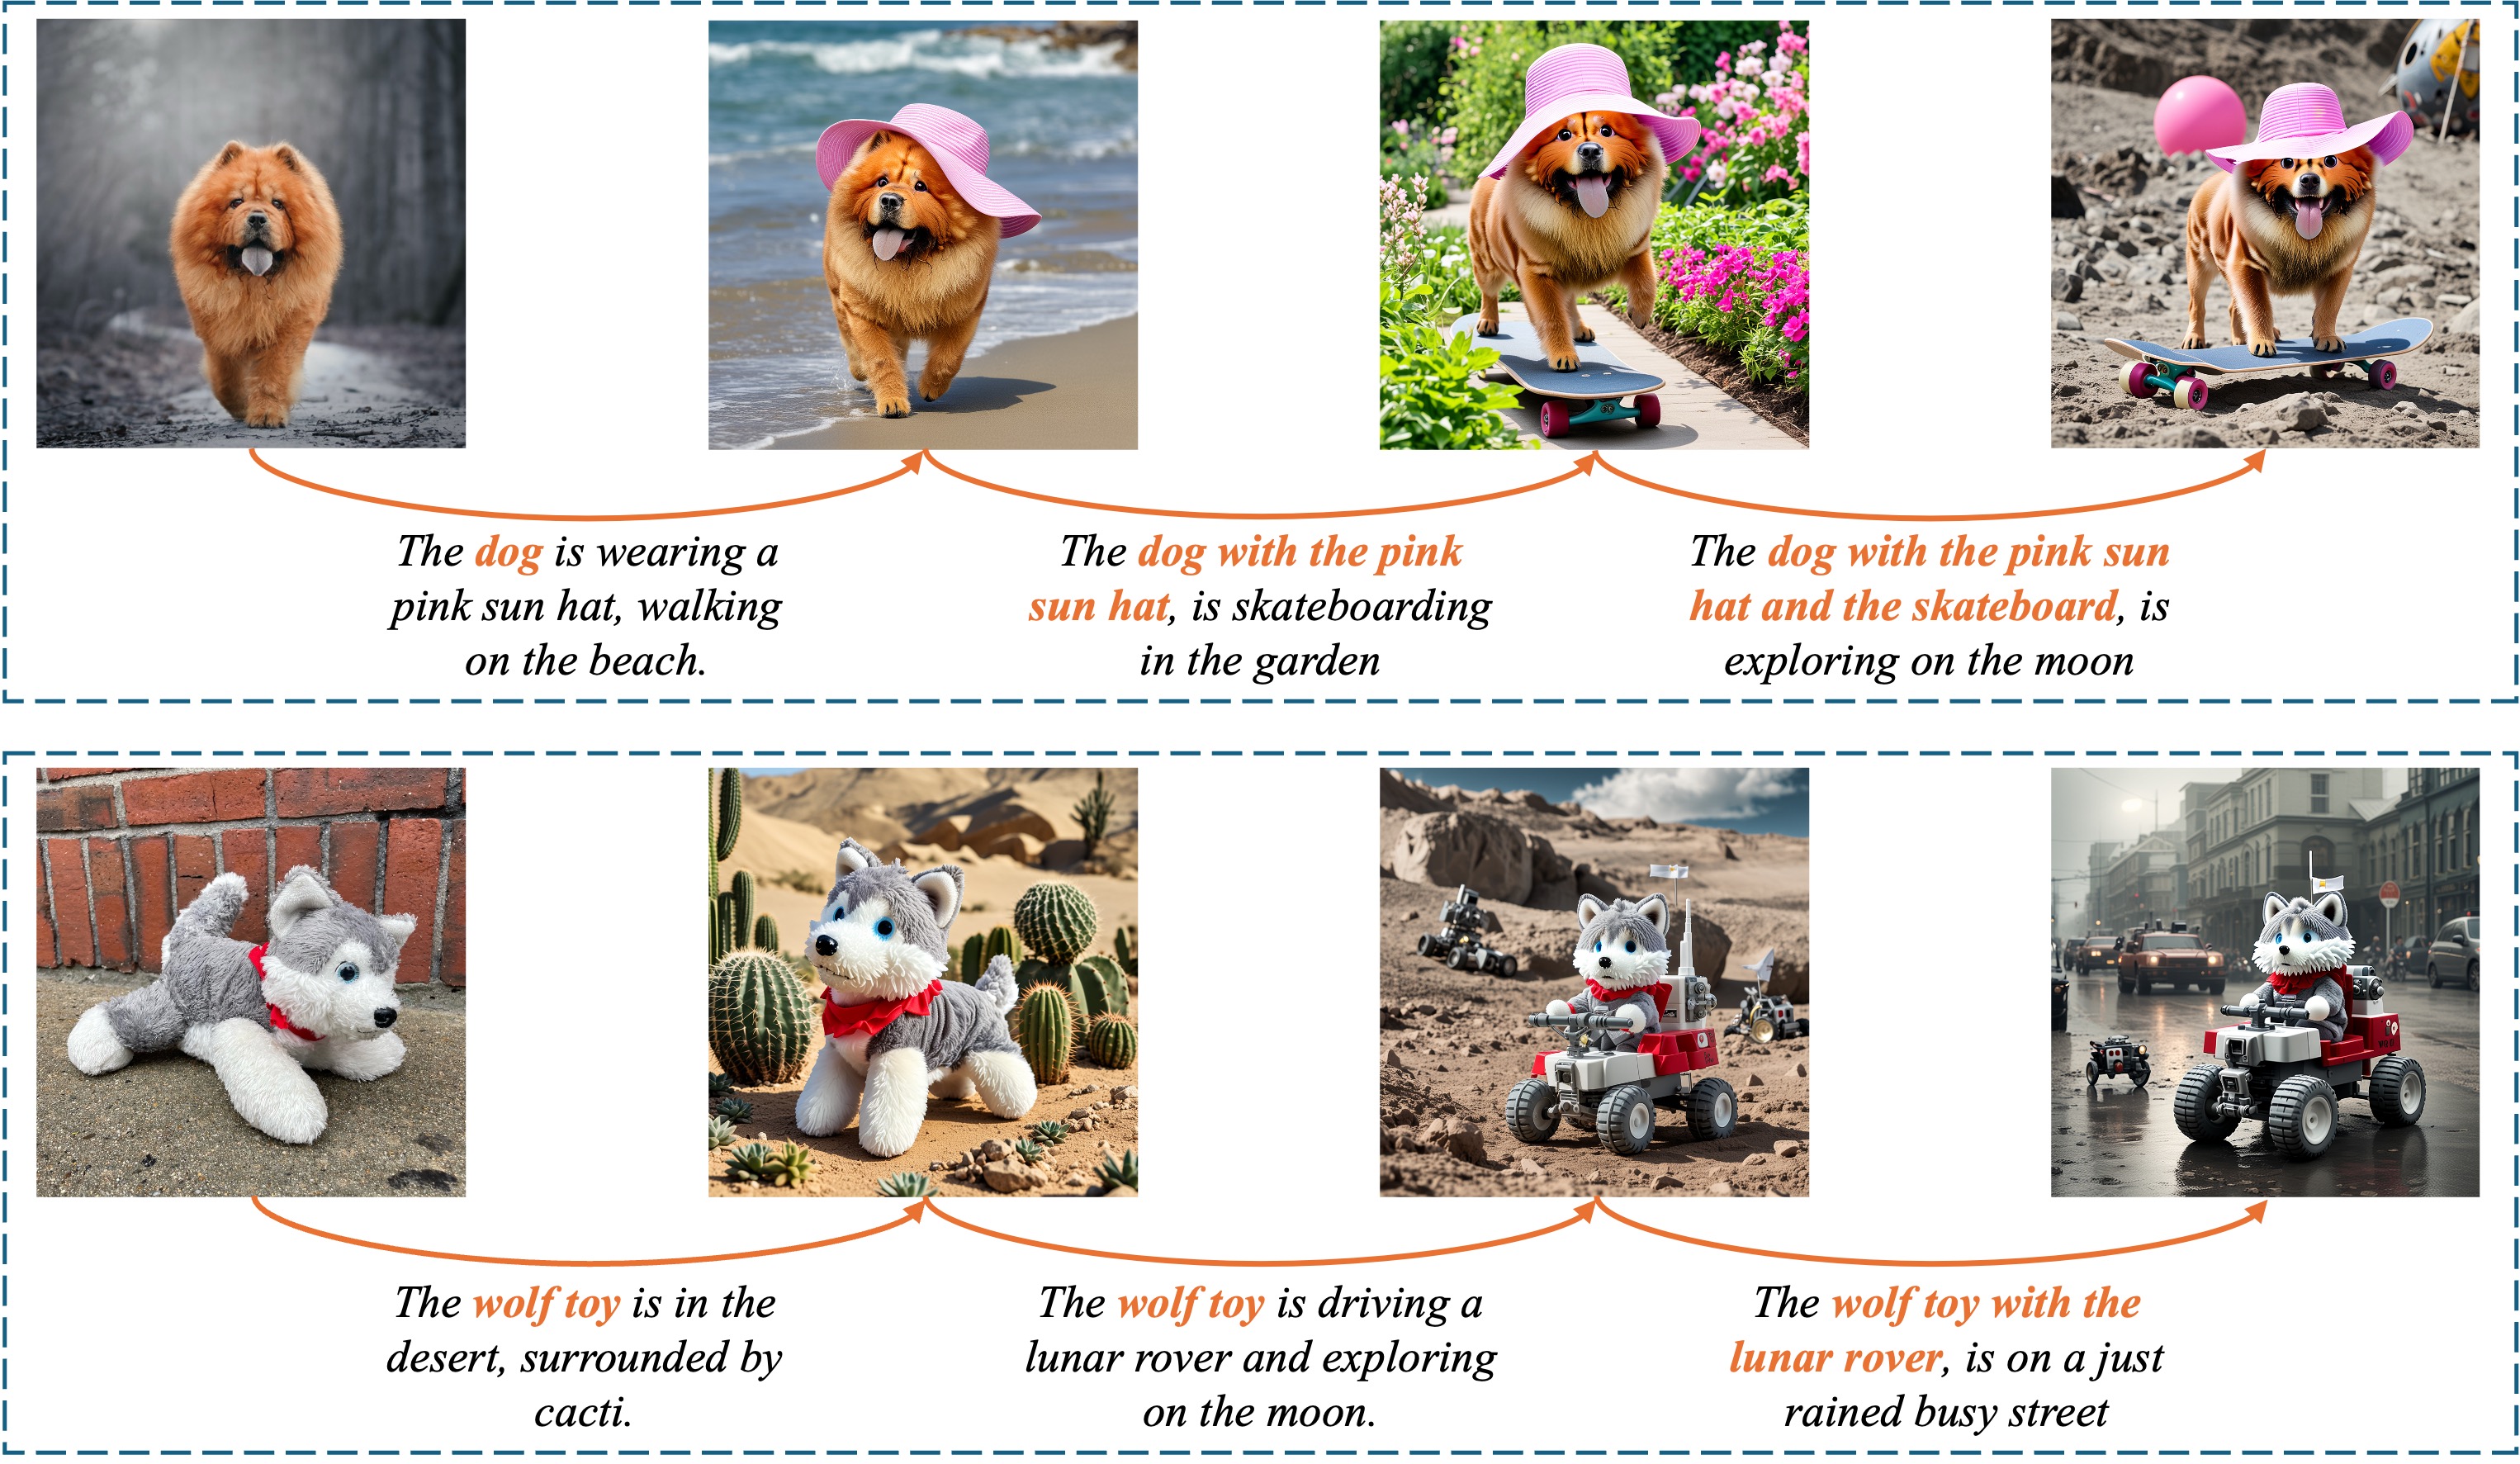 The dog is wearing a
pink sun hat, walking
on the beach.
The dog with the pink
sun hat, is skateboarding
in the garden
The dog with the pink sun
hat and the skateboard, is
exploring on the moon
The wolf toy is in the
desert, surrounded by
cacti.
The wolf toy is driving a
lunar rover and exploring
on the moon.
The wolf toy with the
lunar rover, is on a just
rained busy street